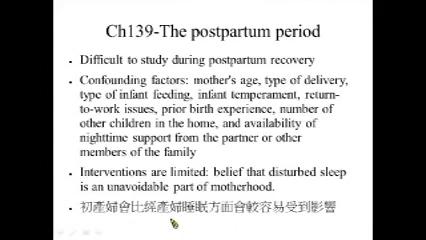 Ch139-The postpartum period
• Difficult to study during postpartum recovery
• Confounding factors: mother's age, type of delivery,
type of infant feeding, infant temperament, return-
to-work issues, prior birth experience, number of
other children in the home, and availability of
nighttime support from the partner or other
members of the family
• Interventions are limited: belief that disturbed sleep
is an unavoidable part of motherhood.
• 初產婦會比經產婦睡眠方面會較容易受到影響